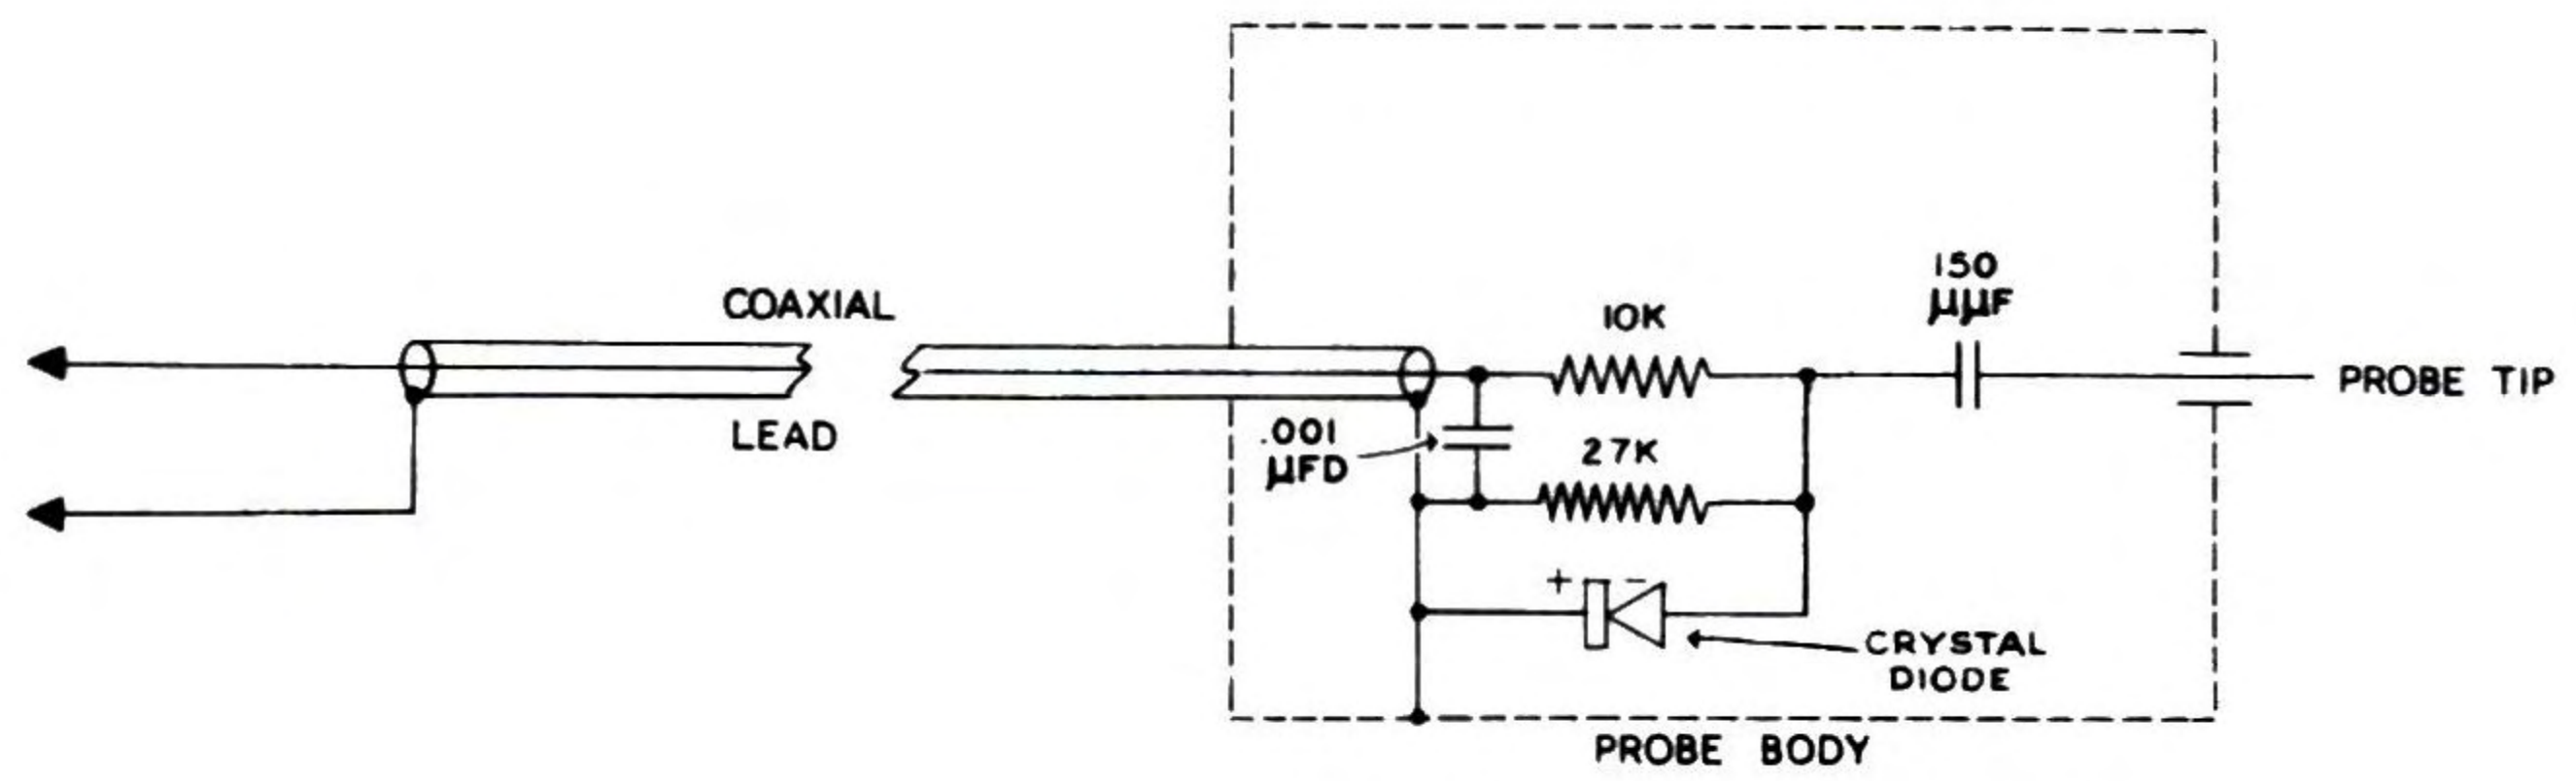 COAXIAL
LEAD
.001
µFD
10K
27K
150
µµF
PROBE TIP
+ -
CRYSTAL
DIODE
PROBE BODY